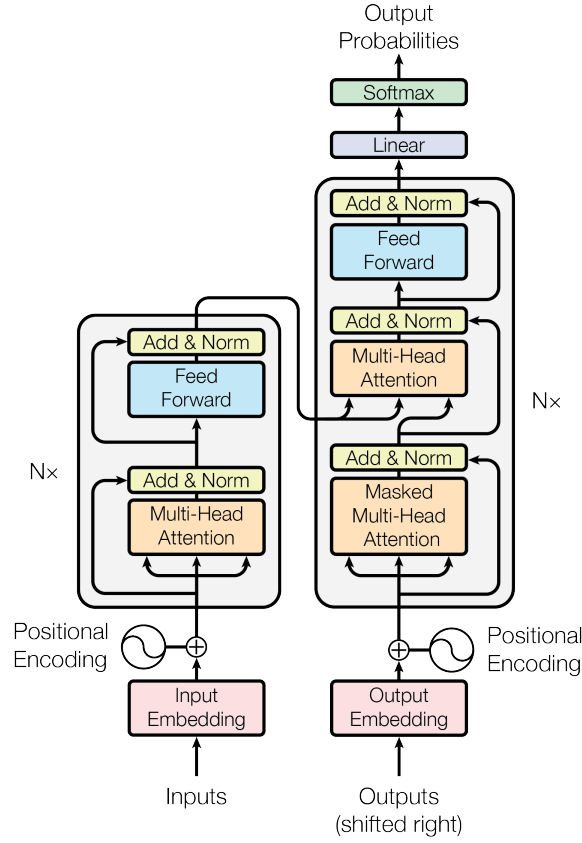 Output
Probabilities
Softmax
Linear
Add & Norm
Feed
Forward
Add & Norm
Multi-Head
Attention
Add & Norm
Masked
Multi-Head
Attention
N×
Add & Norm
Feed
Forward
Add & Norm
Multi-Head
Attention
N×
Positional
Encoding
Positional
Encoding
Input
Embedding
Output
Embedding
Inputs
Outputs
(shifted right)